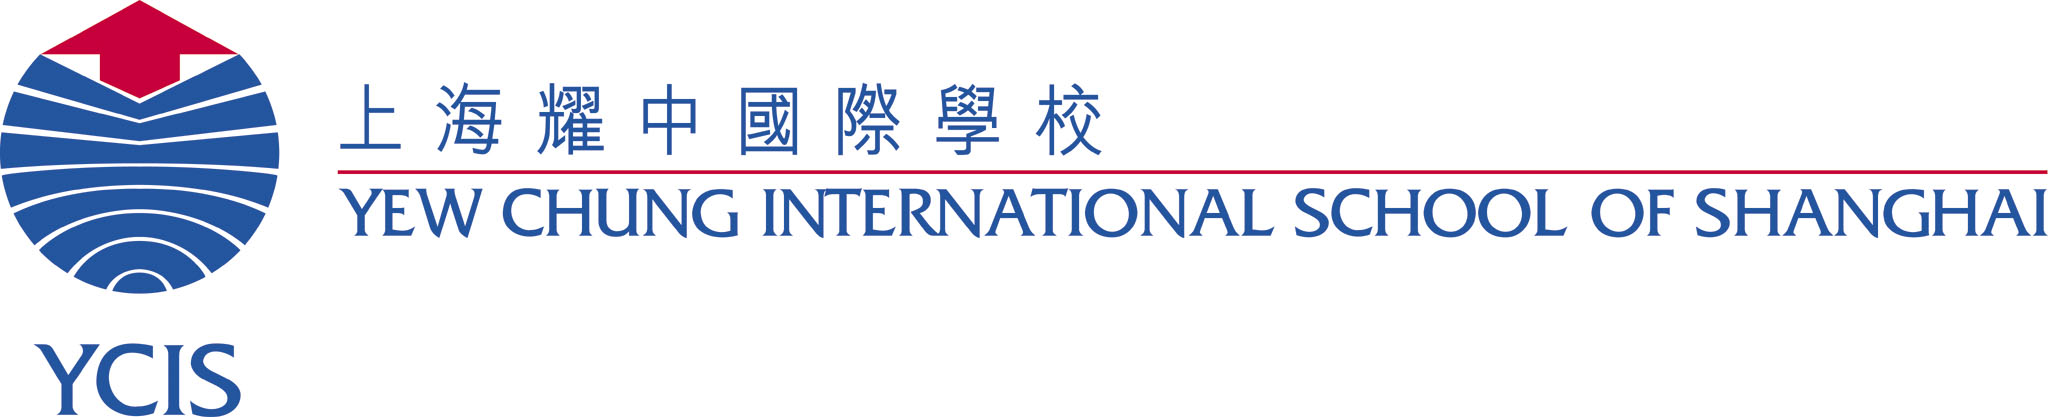 上海耀中國際學校
YEW CHUNG INTERNATIONAL SCHOOL OF SHANGHAI
YCIS